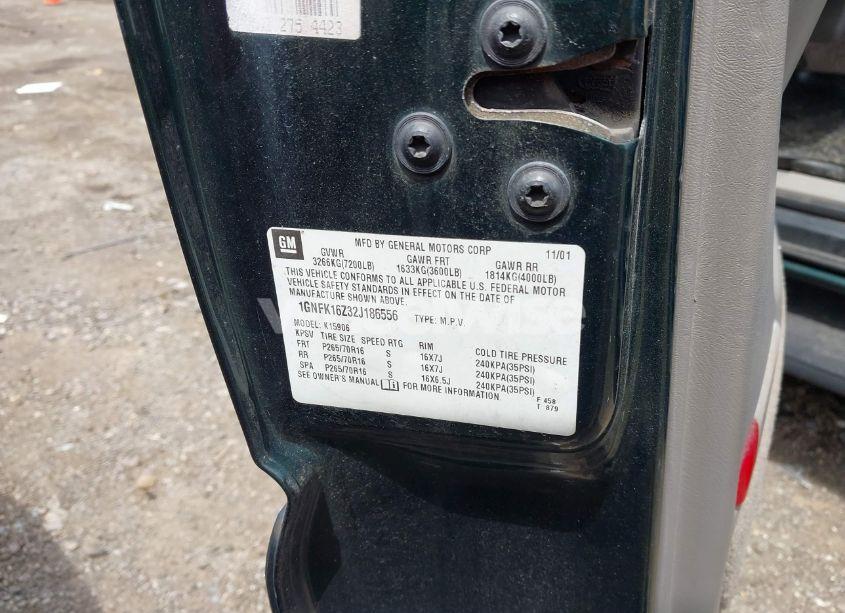 275 4423
GM
MFD BY GENERAL MOTORS CORP 11/01
GVWR GAWR FRT GAWR RR
3266KG(7200LB) 1633KG(3600LB) 1814KG(4000LB)
THIS VEHICLE CONFORMS TO ALL APPLICABLE U.S. FEDERAL MOTOR
VEHICLE SAFETY STANDARDS IN EFFECT ON THE DATE OF
MANUFACTURE SHOWN ABOVE.
1GNFK16Z32J186556 TYPE: M.P.V.
MODEL: K15906
KPSV TIRE SIZE SPEED RTG RIM COLD TIRE PRESSURE
FRT P265/70R16 S 16X7J 240KPA(35PSI)
RR P265/70R16 S 16X7J 240KPA(35PSI)
SPA P265/70R16 S 16X6.5J 240KPA(35PSI)
SEE OWNER'S MANUAL FOR MORE INFORMATION.
F 458
T 879